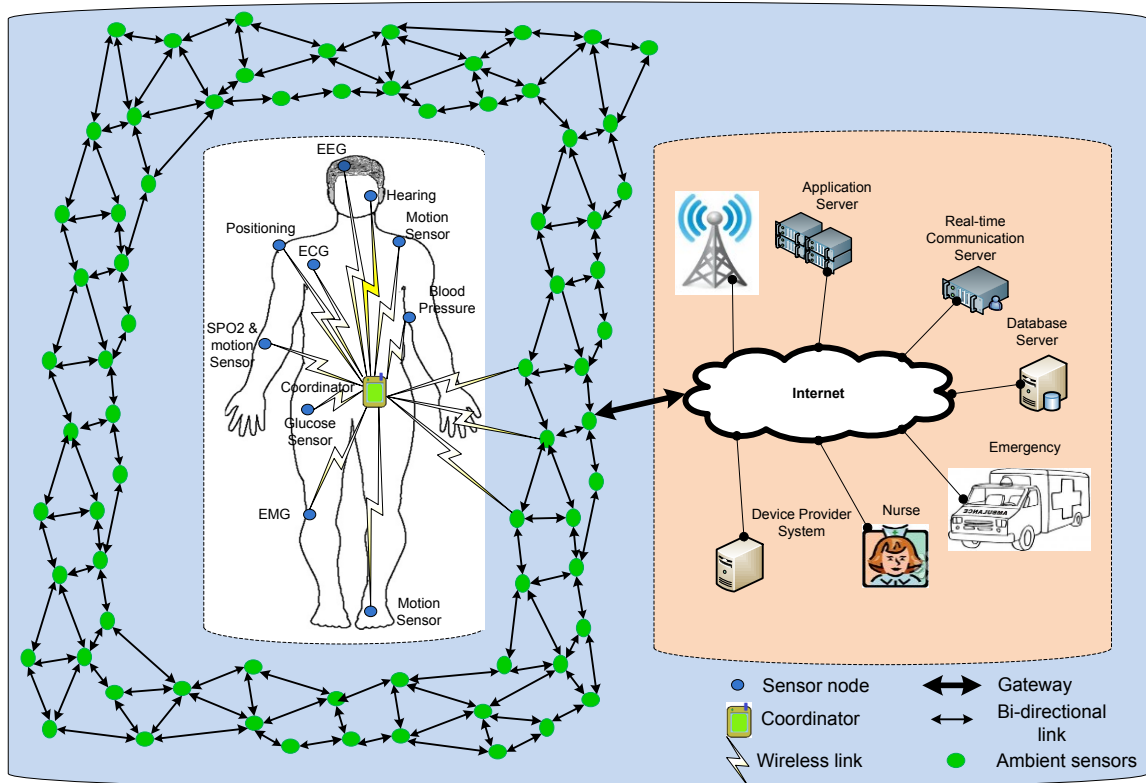 EEG
Hearing
Motion
Sensor
Positioning
ECG
Blood
Pressure
SPO2 &
motion
Sensor
Coordinator
Glucose
Sensor
EMG
Motion
Sensor
Application
Server
Real-time
Communication
Server
Database
Server
Internet
Emergency
AMBULANCE
Nurse
Device Provider
System
Sensor node
Coordinator
Wireless link
Gateway
Bi-directional
link
Ambient sensors